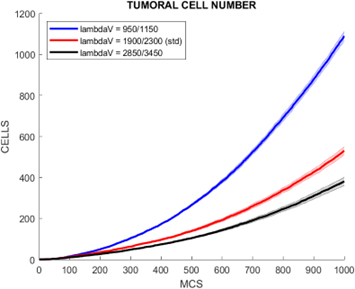 TUMORAL CELL NUMBER
1200
1000
800
600
400
200
0
CELLS
lambdaV = 950/1150
lambdaV = 1900/2300 (std)
lambdaV = 2850/3450
0 100 200 300 400 500 600 700 800 900 1000
MCS